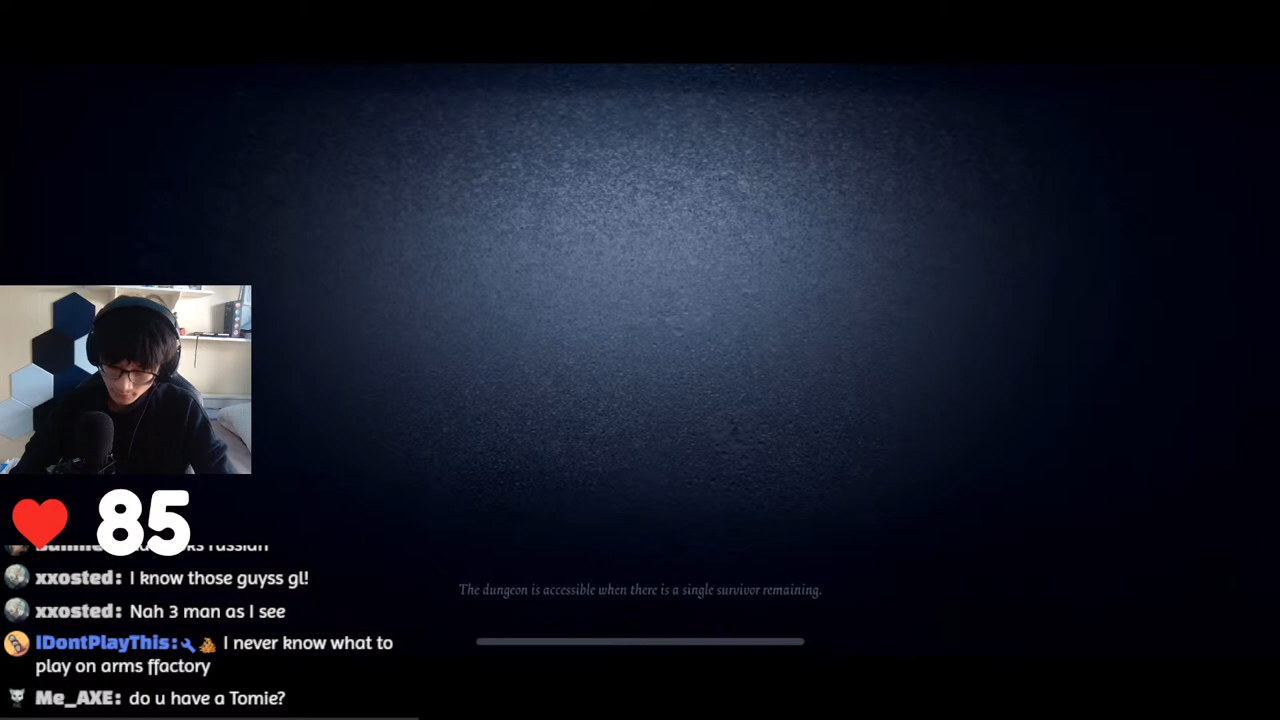 85
xxosted: I know those guyss gl!
xxosted: Nah 3 man as I see
IDontPlayThis: I never know what to
play on arms ffactory
Me_AXE: do u have a Tomie?
The dungeon is accessible when there is a single survivor remaining.